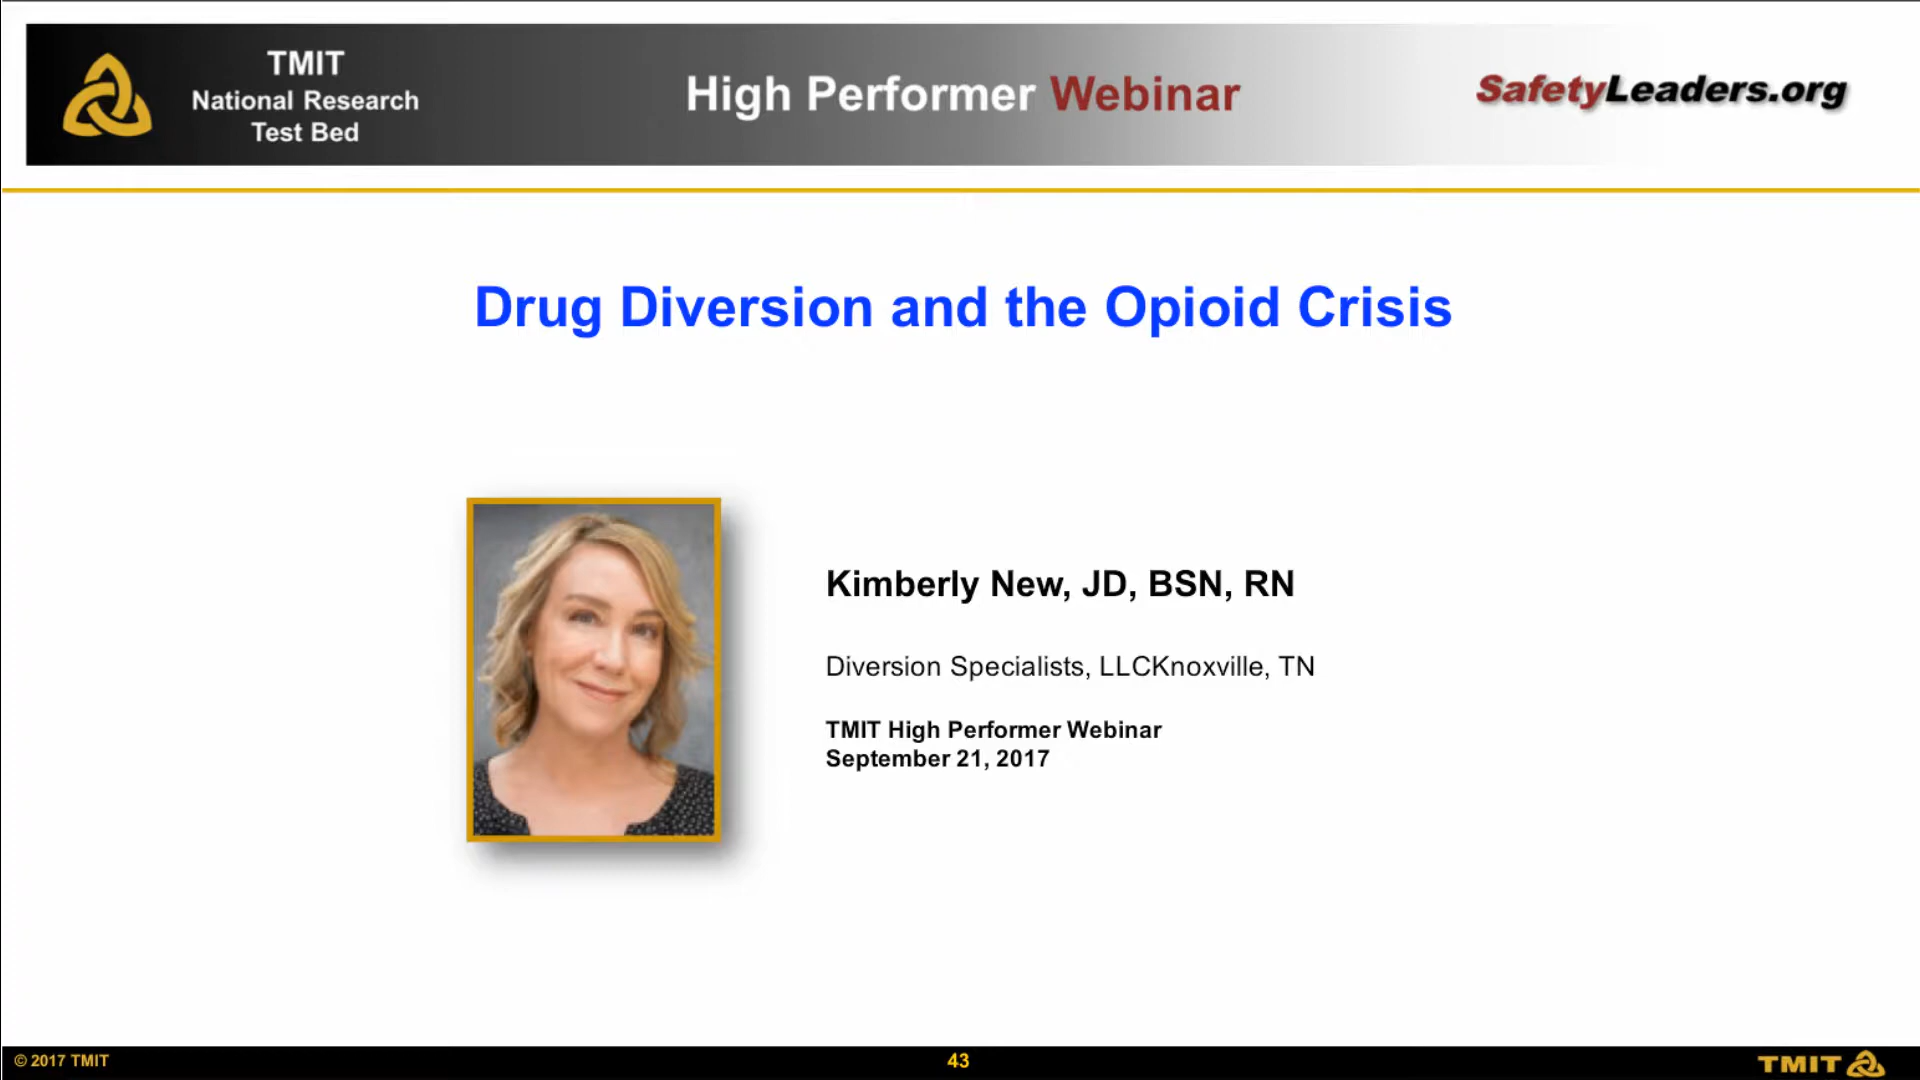 TMIT
National Research
Test Bed
High Performer Webinar
SafetyLeaders.org
Drug Diversion and the Opioid Crisis
Kimberly New, JD, BSN, RN
Diversion Specialists, LLCKnoxville, TN
TMIT High Performer Webinar
September 21, 2017
© 2017 TMIT
43
TMIT